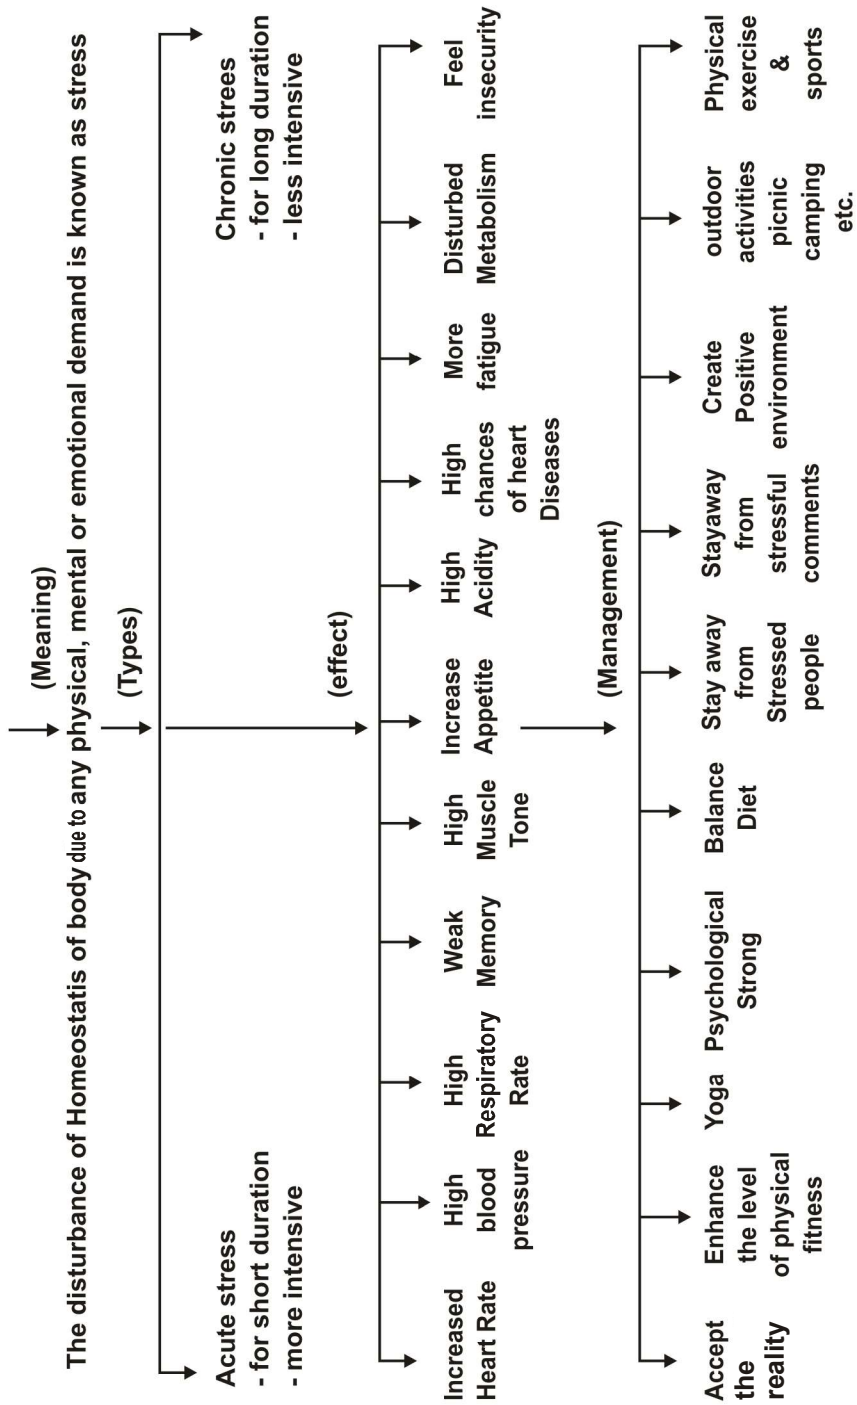 (Meaning)
The disturbance of Homeostatis of body due to any physical, mental or emotional demand is known as stress
(Types)
Acute stress
- for short duration
- more intensive
Chronic strees
- for long duration
- less intensive
(effect)
Increased
Heart Rate
High
blood
pressure
High
Respiratory
Rate
Weak
Memory
High
Muscle
Tone
Increase
Appetite
High
Acidity
High
chances
of heart
Diseases
More
fatigue
Disturbed
Metabolism
Feel
insecurity
(Management)
Accept
the
reality
Enhance
the level
of physical
fitness
Yoga
Psychological
Strong
Balance
Diet
Stay away
from
Stressed
people
Stayaway
from
stressful
comments
Create
Positive
environment
outdoor
activities
picnic
camping
etc.
Physical
exercise
&
sports